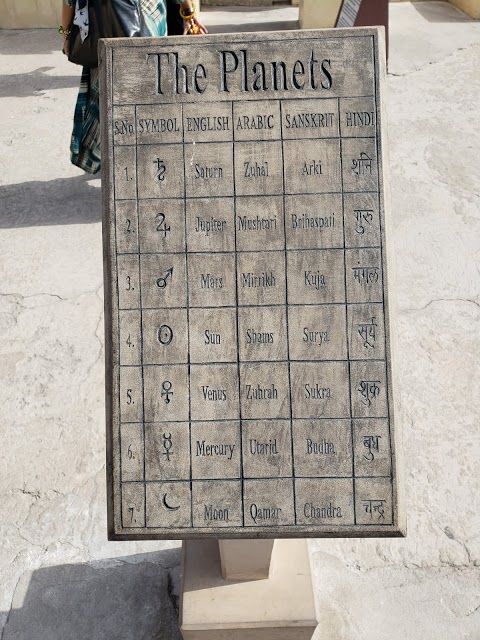 The Planets
S.No. SYMBOL ENGLISH ARABIC SANSKRIT HINDI
1. ♄ Saturn Zuhal Arki शनि
2. ♃ Jupiter Mushtari Brihaspati गुरू
3. ♂ Mars Mirrikh Kuja मंगल
4. ☉ Sun Shams Surya सूर्य
5. ♀ Venus Zuhrah Sukra शुक्र
6. ☿ Mercury Utarid Budha बुध
7. ☾ Moon Qamar Chandra चन्द्र